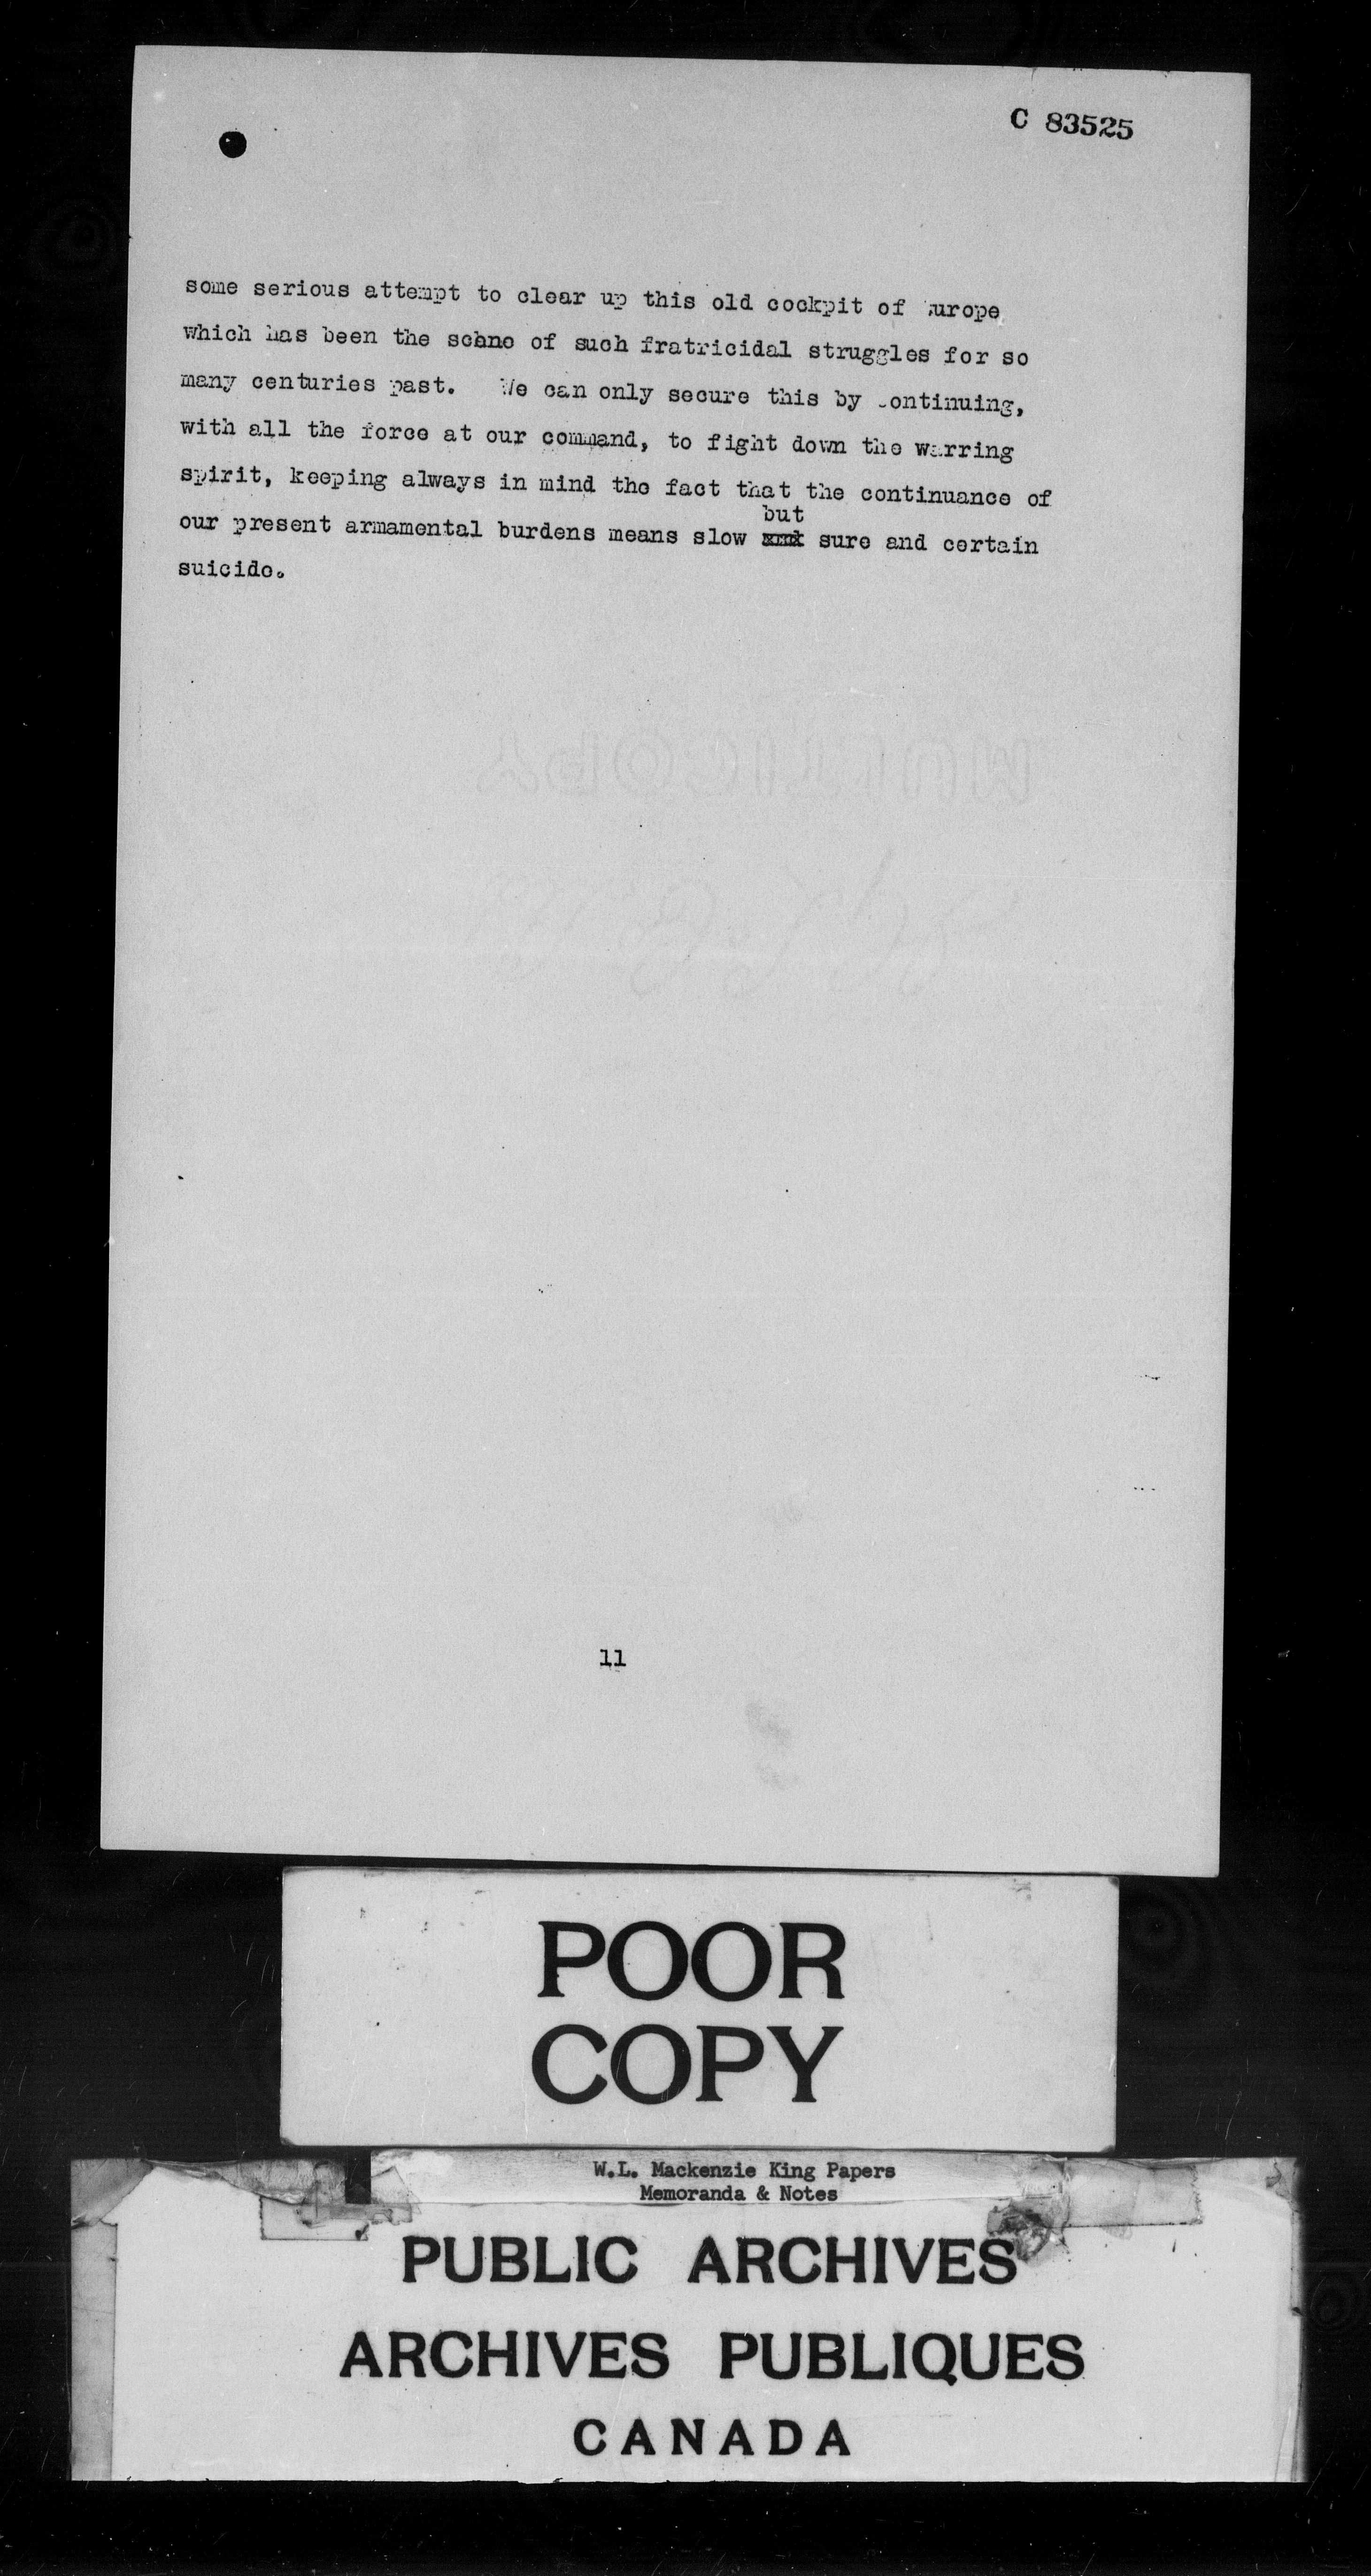 C 83525
some serious attempt to clear up this old cockpit of urope
which has been the schne of such fratricidal struggles for so
many centuries past. We can only secure this by ontinuing,
with all the force at our command, to fight down the warring
spirit, keeping always in mind the fact that the continuance of
but
our present armamental burdens means slow sure and certain
suicide.
MULTICOPY
11
POOR
COPY
W.L. Mackenzie King Papers
Memoranda & Notes
PUBLIC ARCHIVES
ARCHIVES PUBLIQUES
CANADA